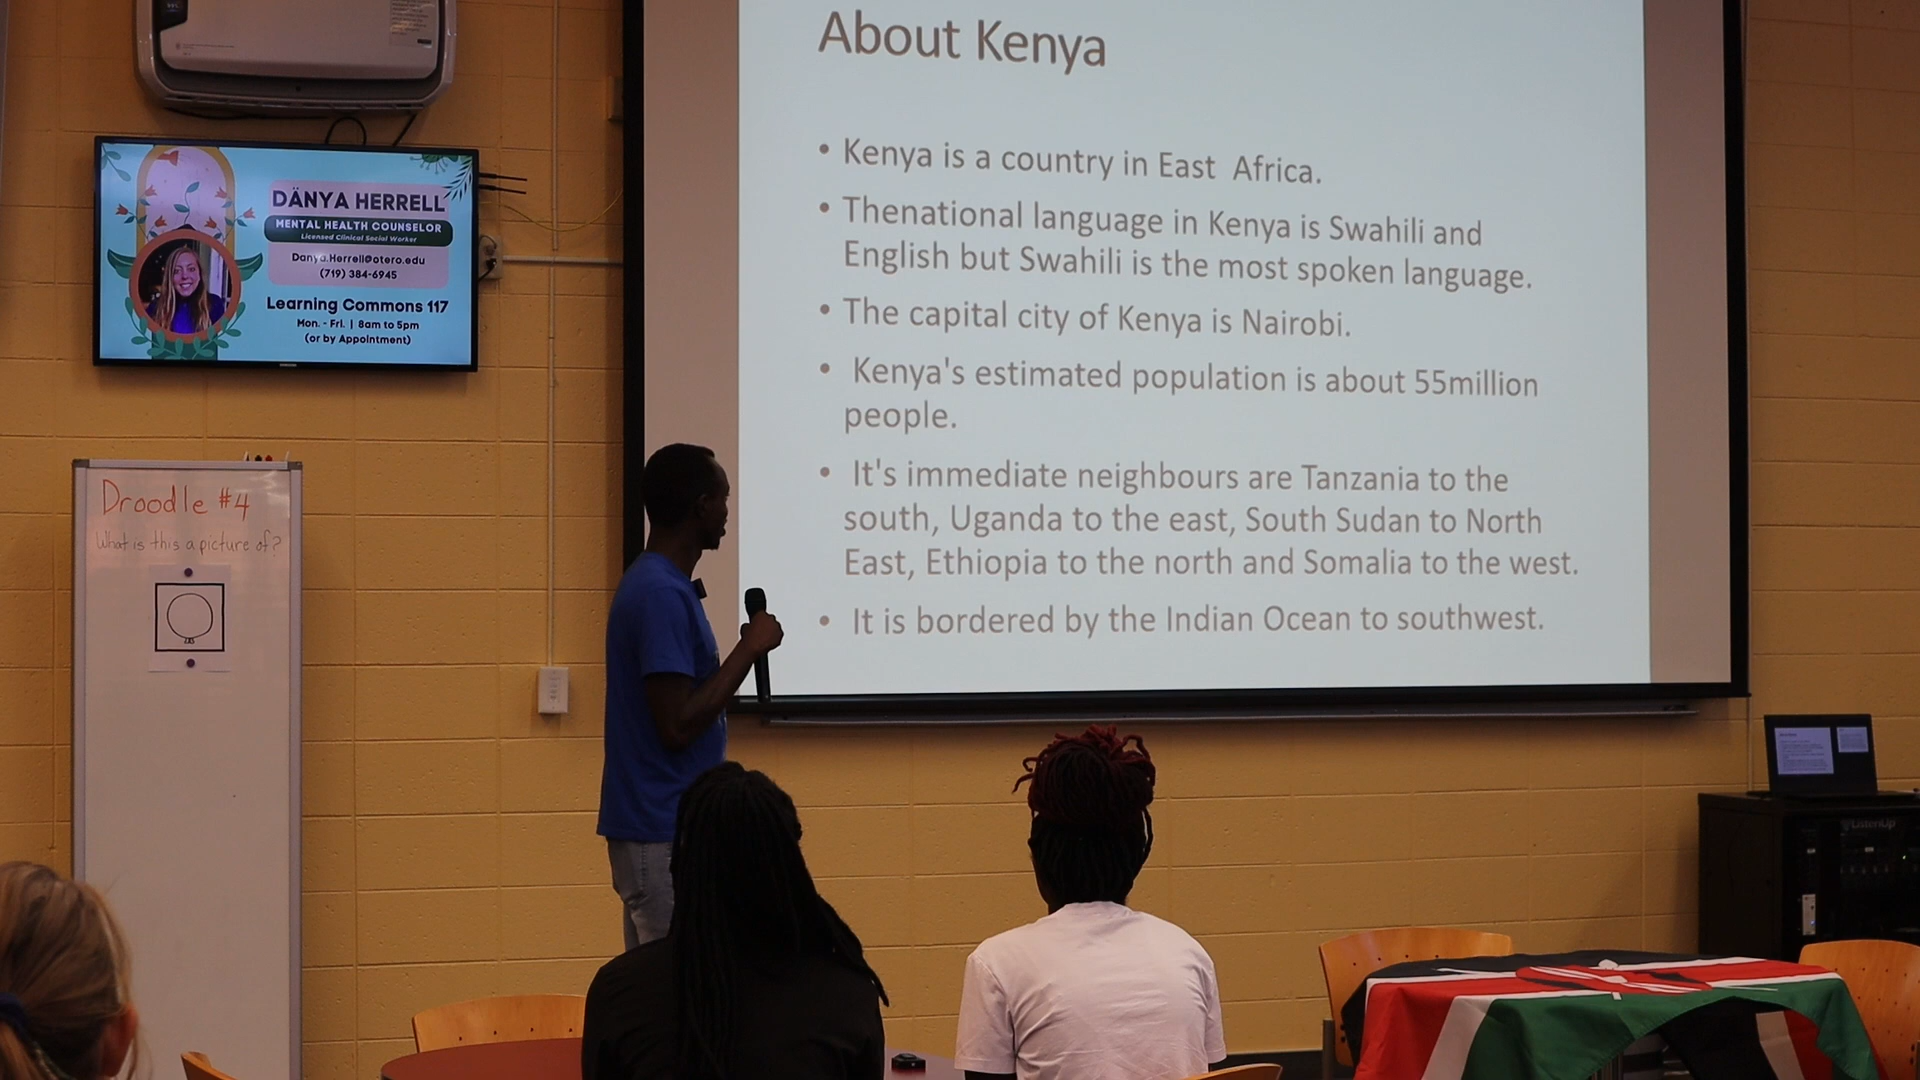 About Kenya
• Kenya is a country in East Africa.
• Thenational language in Kenya is Swahili and
English but Swahili is the most spoken language.
• The capital city of Kenya is Nairobi.
• Kenya's estimated population is about 55million
people.
• It's immediate neighbours are Tanzania to the
south, Uganda to the east, South Sudan to North
East, Ethiopia to the north and Somalia to the west.
• It is bordered by the Indian Ocean to southwest.
DÄNYA HERRELL
MENTAL HEALTH COUNSELOR
Licensed Clinical Social Worker
Danya.Herrell@otero.edu
(719) 384-6945
Learning Commons 117
Mon. - Fri. | 8am to 5pm
(or by Appointment)
Droodle #4
What is this a picture of?
ListenUp